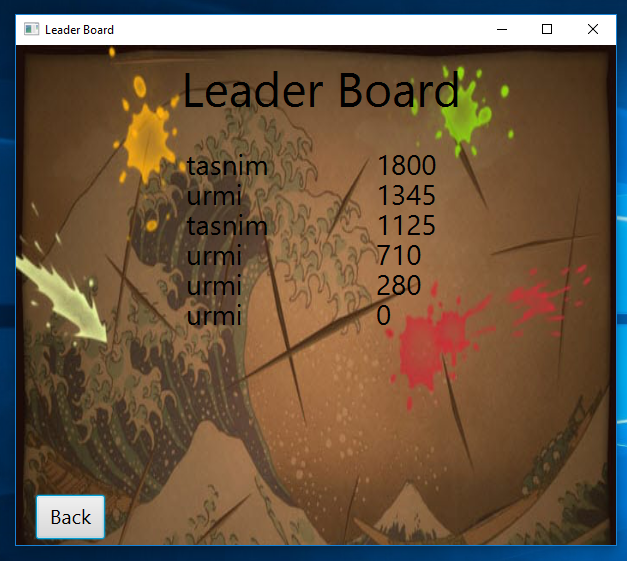 Leader Board
Leader Board
tasnim 1800
urmi 1345
tasnim 1125
urmi 710
urmi 280
urmi 0
Back